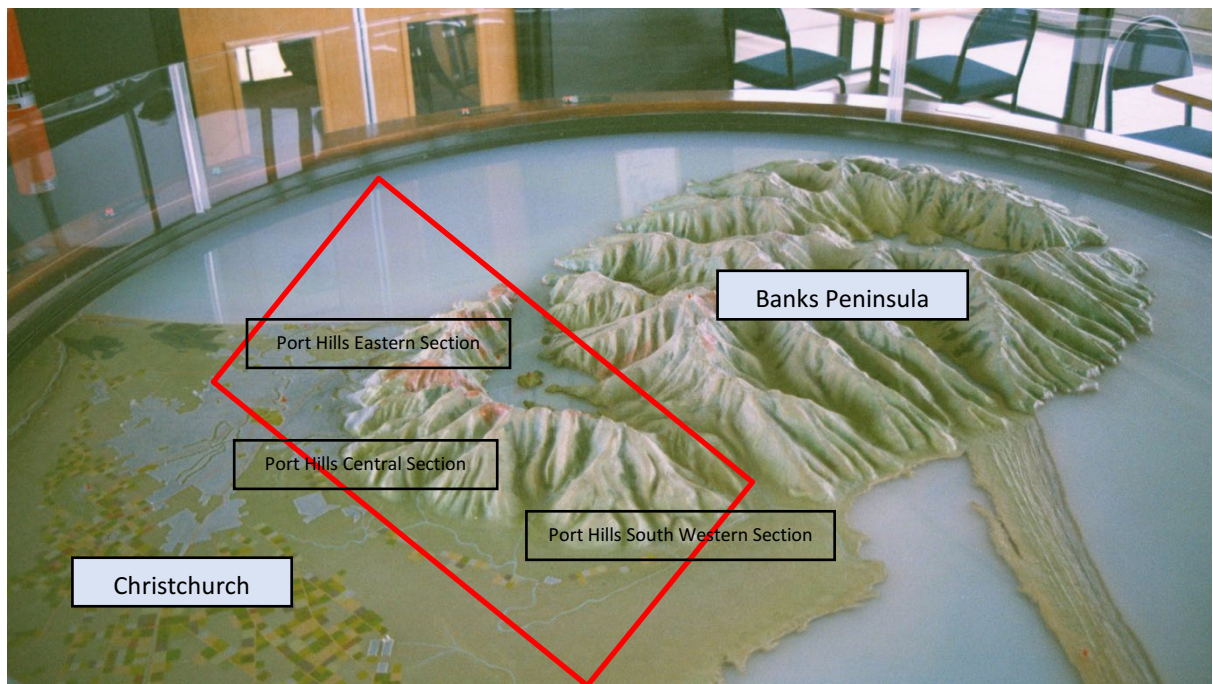 Banks Peninsula
Port Hills Eastern Section
Port Hills Central Section
Port Hills South Western Section
Christchurch